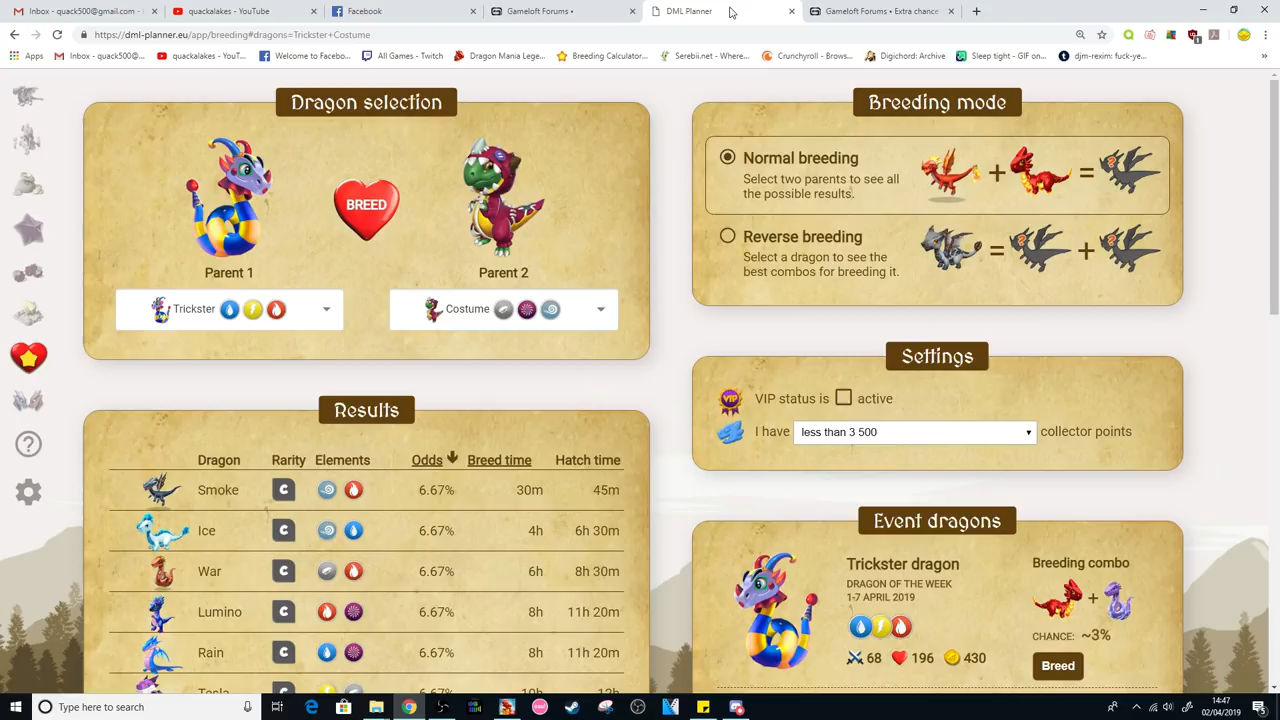 Inbox - quack500@gmail.com -
quackalakes - YouTube
Facebook
Gameloft Forums •
DML Planner
Gameloft Forums • Extra chance
https://dml-planner.eu/app/breeding#dragons=Trickster+Costume
Apps
Inbox - quack500@...
quackalakes - YouT...
Welcome to Facebo...
All Games - Twitch
Dragon Mania Lege...
Breeding Calculator...
Serebii.net - Where...
Crunchyroll - Brows...
Digichord: Archive
Sleep tight - GIF on...
djm-rexim: fuck-ye...
Dragon selection
BREED
Parent 1
Parent 2
Trickster
Costume
Breeding mode
Normal breeding
Select two parents to see all
the possible results.
Reverse breeding
Select a dragon to see the
best combos for breeding it.
Settings
VIP
VIP status is active
I have less than 3 500 collector points
Results
Dragon Rarity Elements Odds Breed time Hatch time
Smoke C 6.67% 30m 45m
Ice C 6.67% 4h 6h 30m
War C 6.67% 6h 8h 30m
Lumino C 6.67% 8h 11h 20m
Rain C 6.67% 8h 11h 20m
Tesla C 6.67% 10h 12h
Event dragons
Trickster dragon
DRAGON OF THE WEEK
1-7 APRIL 2019
68 196 430
Breeding combo
CHANCE: ~3%
Breed
Type here to search
14:47
02/04/2019